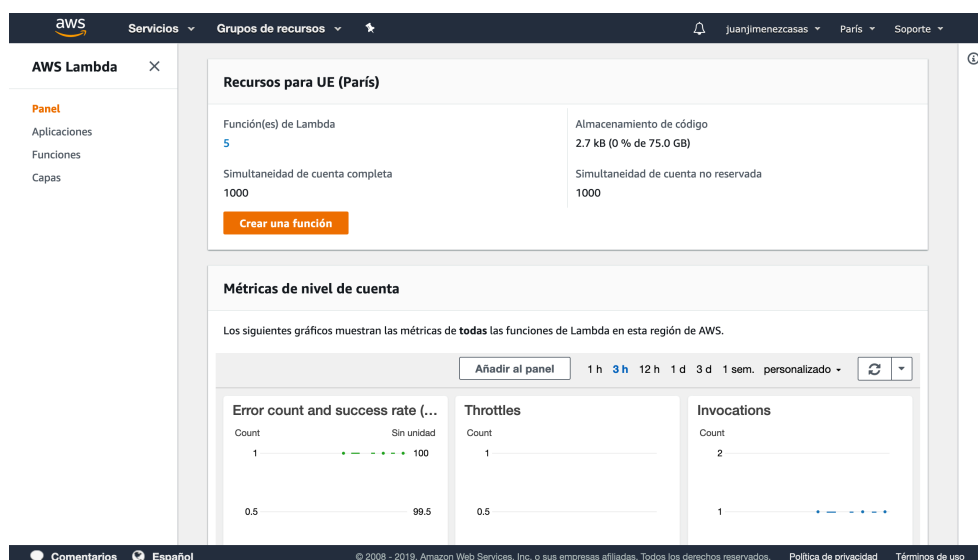 aws Servicios Grupos de recursos juanjimenezcasas París Soporte
AWS Lambda
Panel
Aplicaciones
Funciones
Capas
Recursos para UE (París)
Función(es) de Lambda
5
Almacenamiento de código
2.7 kB (0 % de 75.0 GB)
Simultaneidad de cuenta completa
1000
Simultaneidad de cuenta no reservada
1000
Crear una función
Métricas de nivel de cuenta
Los siguientes gráficos muestran las métricas de todas las funciones de Lambda en esta región de AWS.
Añadir al panel 1 h 3 h 12 h 1 d 3 d 1 sem. personalizado
Error count and success rate (...
Count Sin unidad
1 100
0.5 99.5
Throttles
Count
1
0.5
Invocations
Count
2
1
Comentarios Español © 2008 - 2019, Amazon Web Services, Inc. o sus empresas afiliadas. Todos los derechos reservados. Política de privacidad Términos de uso